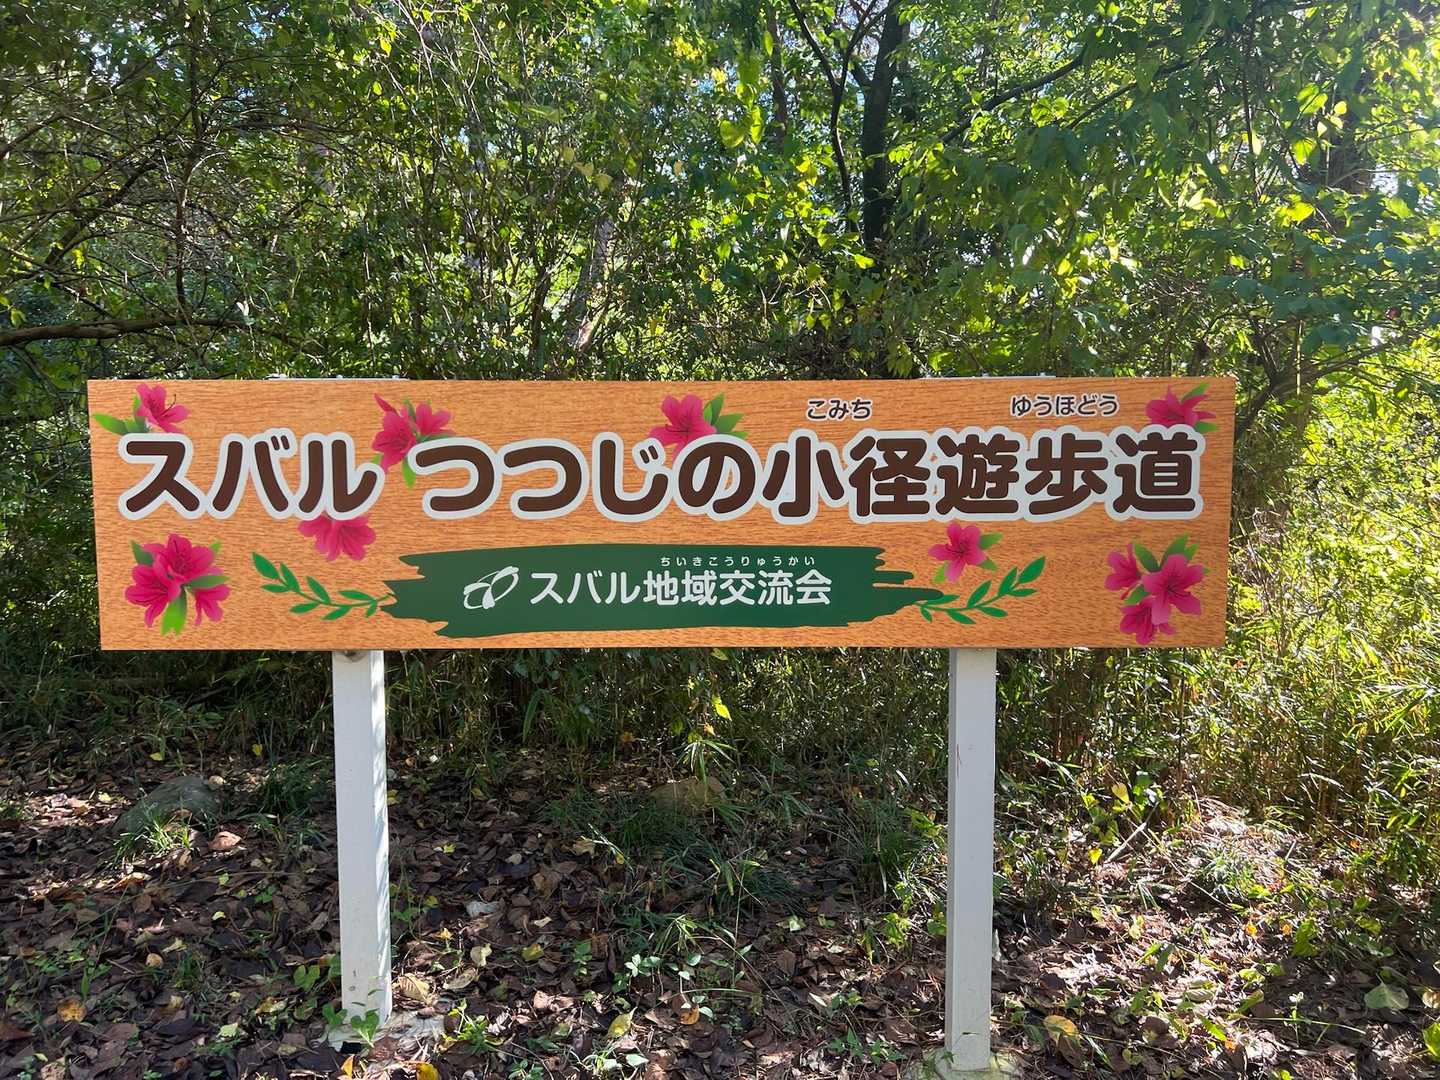 こみち ゆうほどう
スバル つつじの小径遊歩道
ちいきこうりゅうかい
スバル地域交流会